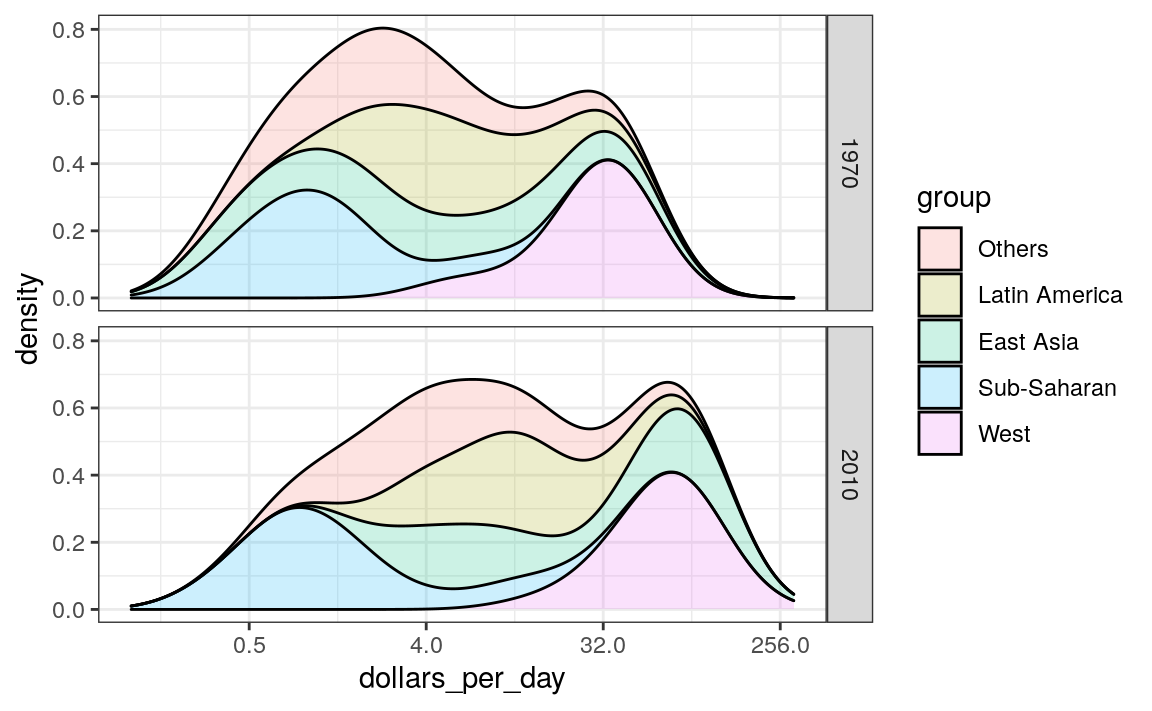 0.8
0.6
0.4
0.2
0.0
1970
0.8
0.6
0.4
0.2
0.0
2010
density
0.5 4.0 32.0 256.0
dollars_per_day
group
Others
Latin America
East Asia
Sub-Saharan
West